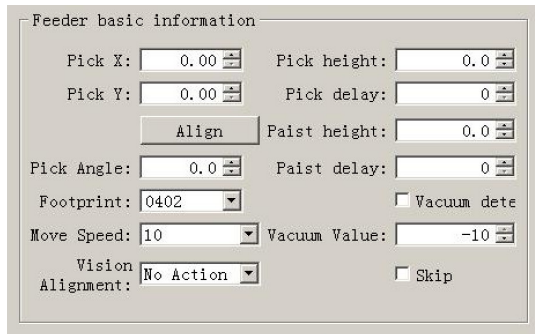 Feeder basic information
Pick X: 0.00 Pick height: 0.0
Pick Y: 0.00 Pick delay: 0
Align Paist height: 0.0
Pick Angle: 0.0 Paist delay: 0
Footprint: 0402 Vacuum dete
Move Speed: 10 Vacuum Value: -10
Vision
Alignment: No Action Skip